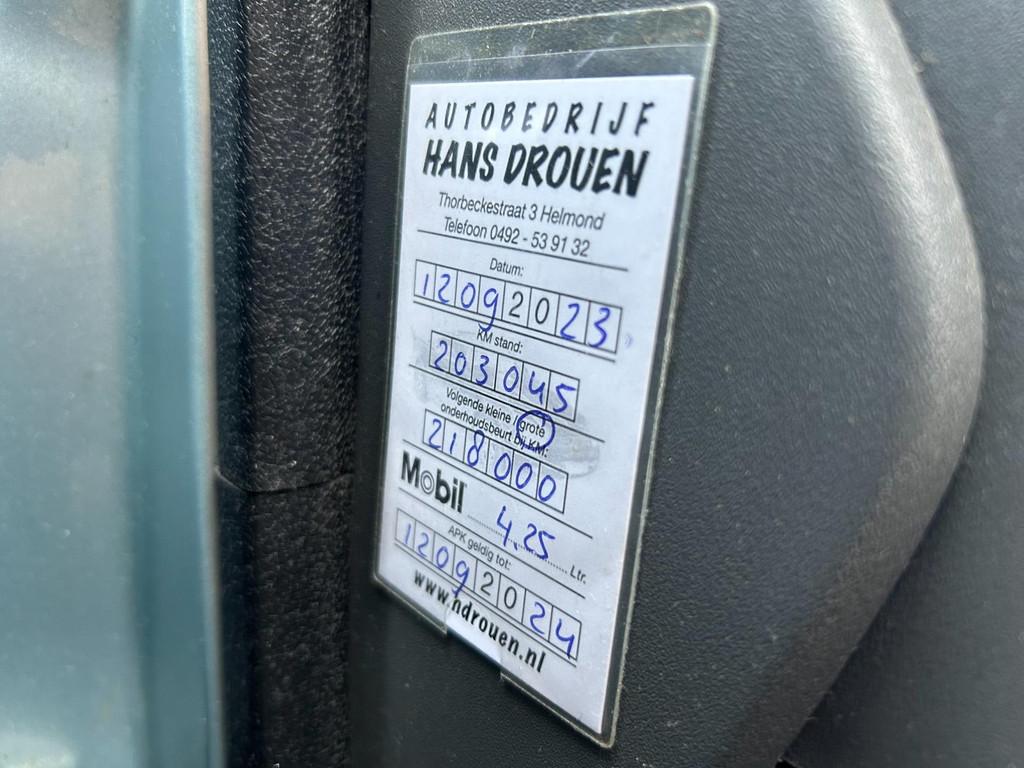 AUTOBEDRIJF
HANS DROUEN
Thorbeckestraat 3 Helmond
Telefoon 0492 - 53 91 32
Datum:
12092023
KM stand:
203045
Volgende kleine / grote
onderhoudsbeurt bij KM:
218000
Mobil 4.25 Ltr.
APK geldig tot:
12092024
www.hdrouen.nl